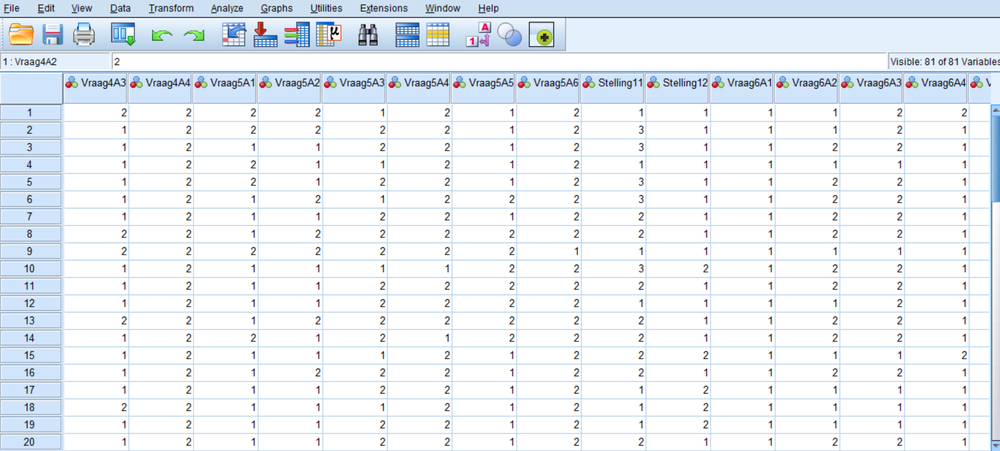 File Edit View Data Transform Analyze Graphs Utilities Extensions Window Help
A
μ
1
1 : Vraag4A2 2 Visible: 81 of 81 Variables
Vraag4A3 Vraag4A4 Vraag5A1 Vraag5A2 Vraag5A3 Vraag5A4 Vraag5A5 Vraag5A6 Stelling11 Stelling12 Vraag6A1 Vraag6A2 Vraag6A3 Vraag6A4
1 2 2 2 2 1 2 1 2 1 1 1 1 2 2
2 1 2 2 2 2 2 1 2 3 1 1 1 2 1
3 1 2 1 1 2 2 1 2 3 1 1 2 2 1
4 1 2 2 1 1 2 1 2 1 1 1 1 1 1
5 1 2 2 1 2 2 1 2 3 1 1 2 2 1
6 1 2 1 2 1 2 2 2 3 1 1 2 2 1
7 1 2 1 1 2 2 1 2 2 1 1 2 2 1
8 2 2 1 2 2 2 2 2 2 1 1 2 2 1
9 2 2 2 2 2 2 2 1 1 1 1 1 1 1
10 1 2 1 1 1 1 2 2 3 2 1 2 2 1
11 1 2 1 1 2 2 2 2 2 1 1 2 2 1
12 1 2 1 1 2 2 2 2 1 1 1 1 2 1
13 2 2 1 2 2 2 2 2 2 1 1 2 2 1
14 1 2 2 1 2 1 2 2 2 1 1 2 2 1
15 1 2 1 1 1 2 1 2 2 2 1 1 1 2
16 1 2 1 2 2 2 1 2 2 1 1 2 2 1
17 1 2 1 1 2 2 1 2 1 2 1 1 1 1
18 2 2 1 1 1 2 1 2 1 2 1 1 1 1
19 1 2 1 1 2 2 1 2 1 2 1 1 1 1
20 1 2 1 1 2 2 1 2 2 1 1 2 2 1